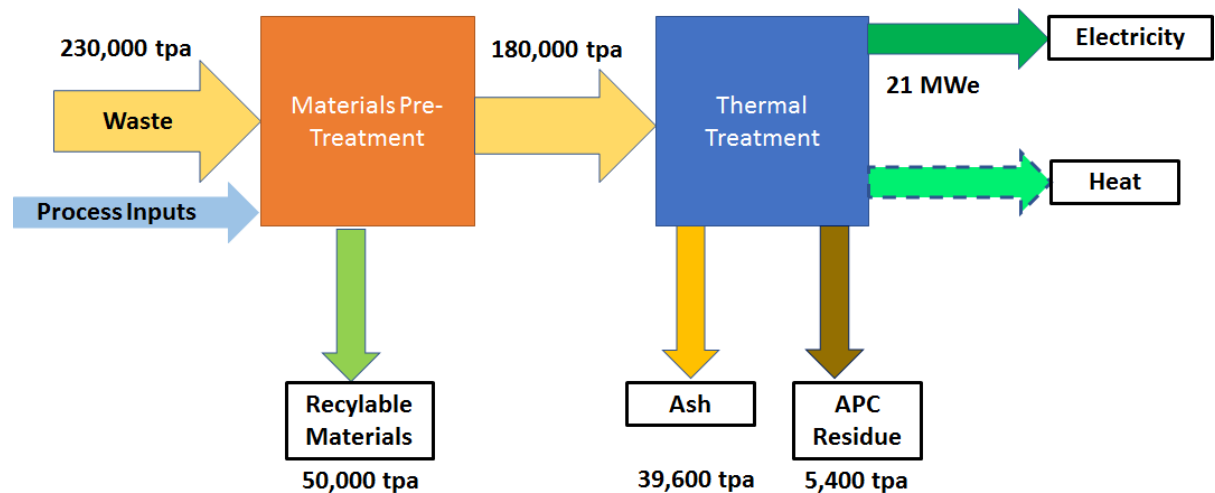 230,000 tpa
180,000 tpa
Electricity
Materials Pre-
Treatment
Thermal
Treatment
21 MWe
Waste
Heat
Process Inputs
Recylable
Materials
Ash
APC
Residue
50,000 tpa
39,600 tpa
5,400 tpa